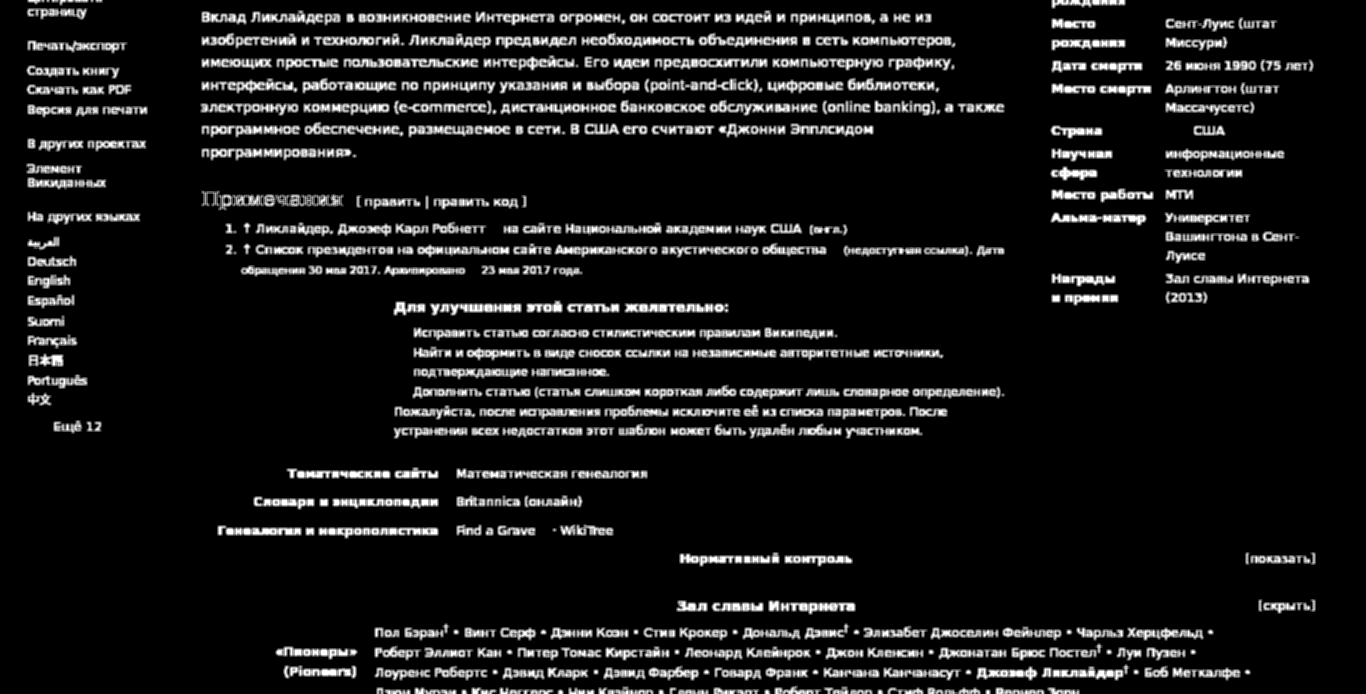 страницу
Печать/экспорт
Создать книгу
Скачать как PDF
Версия для печати
В других проектах
Элемент
Викиданных
На других языках
العربية
Deutsch
English
Español
Suomi
Français
日本語
Português
中文
Ещё 12
Вклад Ликлайдера в возникновение Интернета огромен, он состоит из идей и принципов, а не из
изобретений и технологий. Ликлайдер предвидел необходимость объединения в сеть компьютеров,
имеющих простые пользовательские интерфейсы. Его идеи предвосхитили компьютерную графику,
интерфейсы, работающие по принципу указания и выбора (point-and-click), цифровые библиотеки,
электронную коммерцию (e-commerce), дистанционное банковское обслуживание (online banking), а также
программное обеспечение, размещаемое в сети. В США его считают «Джонни Эпплсидом
программирования».
Примечания [ править | править код ]
1. ↑ Ликлайдер, Джозеф Карл Робнетт на сайте Национальной академии наук США (англ.)
2. ↑ Список президентов на официальном сайте Американского акустического общества (недоступная ссылка). Дата
обращения 30 мая 2017. Архивировано 23 мая 2017 года.
Для улучшения этой статьи желательно:
Исправить статью согласно стилистическим правилам Википедии.
Найти и оформить в виде сносок ссылки на независимые авторитетные источники,
подтверждающие написанное.
Дополнить статью (статья слишком короткая либо содержит лишь словарное определение).
Пожалуйста, после исправления проблемы исключите её из списка параметров. После
устранения всех недостатков этот шаблон может быть удалён любым участником.
рождения
Место Сент-Луис (штат
рождения Миссури)
Дата смерти 26 июня 1990 (75 лет)
Место смерти Арлингтон (штат
Массачусетс)
Страна США
Научная информационные
сфера технологии
Место работы МТИ
Альма-матер Университет
Вашингтона в Сент-
Луисе
Награды Зал славы Интернета
и премии (2013)
Тематические сайты Математическая генеалогия
Словари и энциклопедии Britannica (онлайн)
Генеалогия и некрополистика Find a Grave · WikiTree
Нормативный контроль [показать]
Зал славы Интернета [скрыть]
Пол Бэран† • Винт Серф • Дэнни Коэн • Стив Крокер • Дональд Дэвис† • Элизабет Джоселин Фейнлер • Чарльз Херцфельд •
«Пионеры» Роберт Эллиот Кан • Питер Томас Кирстайн • Леонард Клейнрок • Джон Кленсин • Джонатан Брюс Постел† • Луи Пузен •
(Pioneers) Лоуренс Робертс • Дэвид Кларк • Дэвид Фарбер • Говард Франк • Канчана Канчанасут • Джозеф Ликлайдер† • Боб Меткалфе •